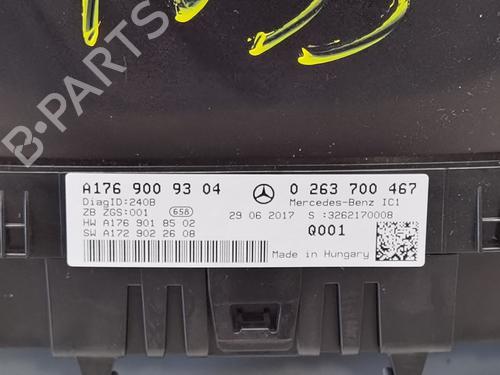 B-PARTS
A176 900 93 04
0 263 700 467
DiagID:240B
Mercedes-Benz IC1
ZB ZGS:001
658
29 06 2017
S :3262170008
HW A176 901 85 02
SW A172 902 26 08
Q001
Made in Hungary